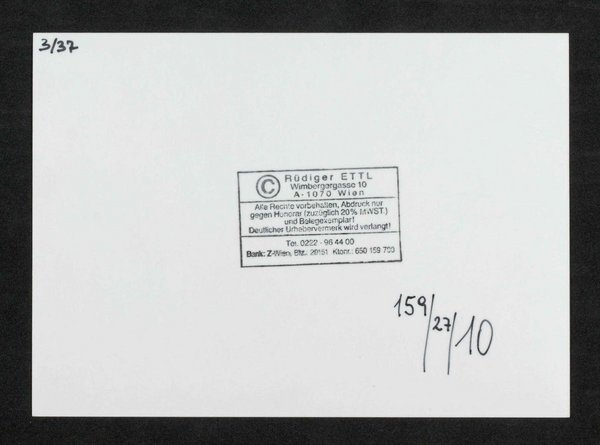 3/37
© Rüdiger ETTL
Wimbergergasse 10
A-1070 Wien
Alle Rechte vorbehalten, Abdruck nur
gegen Honorar (zuzüglich 20% MWST.)
und Belegexemplar!
Deutlicher Urhebervermerk wird verlangt!
Tel. 0222 - 96 44 00
Bank: Z-Wien, Blz.: 20151 Ktonr.: 650 159 700
159/27/10